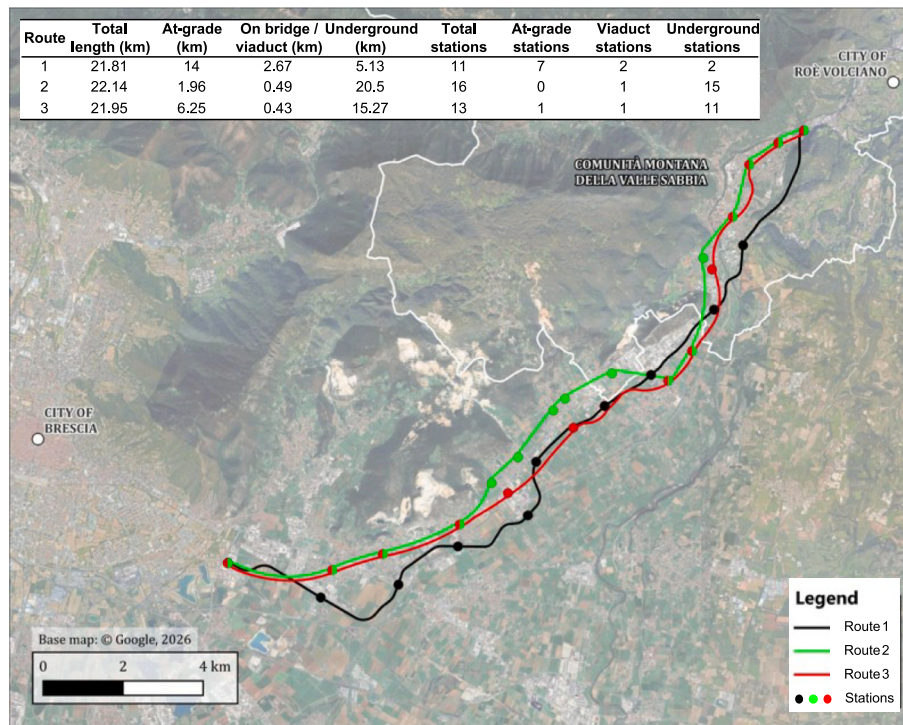 Route Total length (km) At-grade (km) On bridge / viaduct (km) Underground (km) Total stations At-grade stations Viaduct stations Underground stations
1 21.81 14 2.67 5.13 11 7 2 2
2 22.14 1.96 0.49 20.5 16 0 1 15
3 21.95 6.25 0.43 15.27 13 1 1 11
CITY OF
ROÈ VOLCIANO
COMUNITÀ MONTANA
DELLA VALLE SABBIA
CITY OF
BRESCIA
Base map: © Google, 2026
0 2 4 km
Legend
Route 1
Route 2
Route 3
Stations